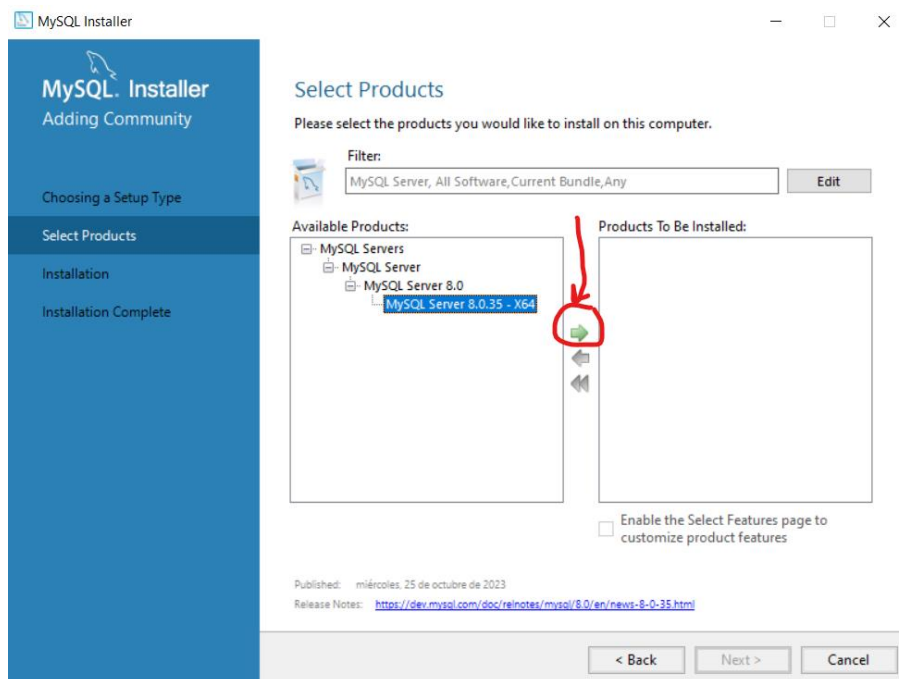 MySQL Installer
MySQL. Installer
Adding Community
Choosing a Setup Type
Select Products
Installation
Installation Complete
Select Products
Please select the products you would like to install on this computer.
Filter:
MySQL Server, All Software,Current Bundle,Any
Edit
Available Products:
MySQL Servers
MySQL Server
MySQL Server 8.0
MySQL Server 8.0.35 - X64
Products To Be Installed:
Enable the Select Features page to
customize product features
Published: miércoles, 25 de octubre de 2023
Release Notes: https://dev.mysql.com/doc/relnotes/mysql/8.0/en/news-8-0-35.html
< Back
Next >
Cancel